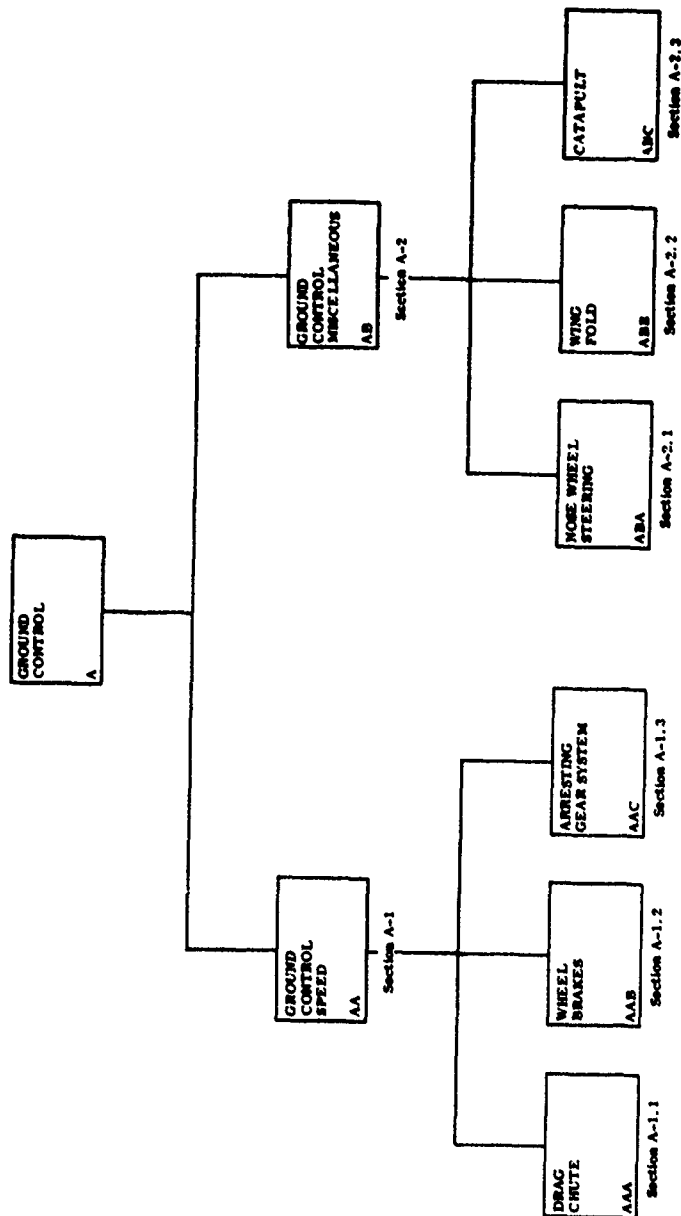 GROUND
CONTROL
A
GROUND
CONTROL
SPEED
AA
Section A-1
GROUND
CONTROL
MISCELLANEOUS
AB
Section A-2
DRAG
CHUTE
AAA
Section A-1.1
WHEEL
BRAKES
AAB
Section A-1.2
ARRESTING
GEAR SYSTEM
AAC
Section A-1.3
NOSE WHEEL
STEERING
ABA
Section A-2.1
WING
FOLD
ABB
Section A-2.2
CATAPULT
ABC
Section A-2.3